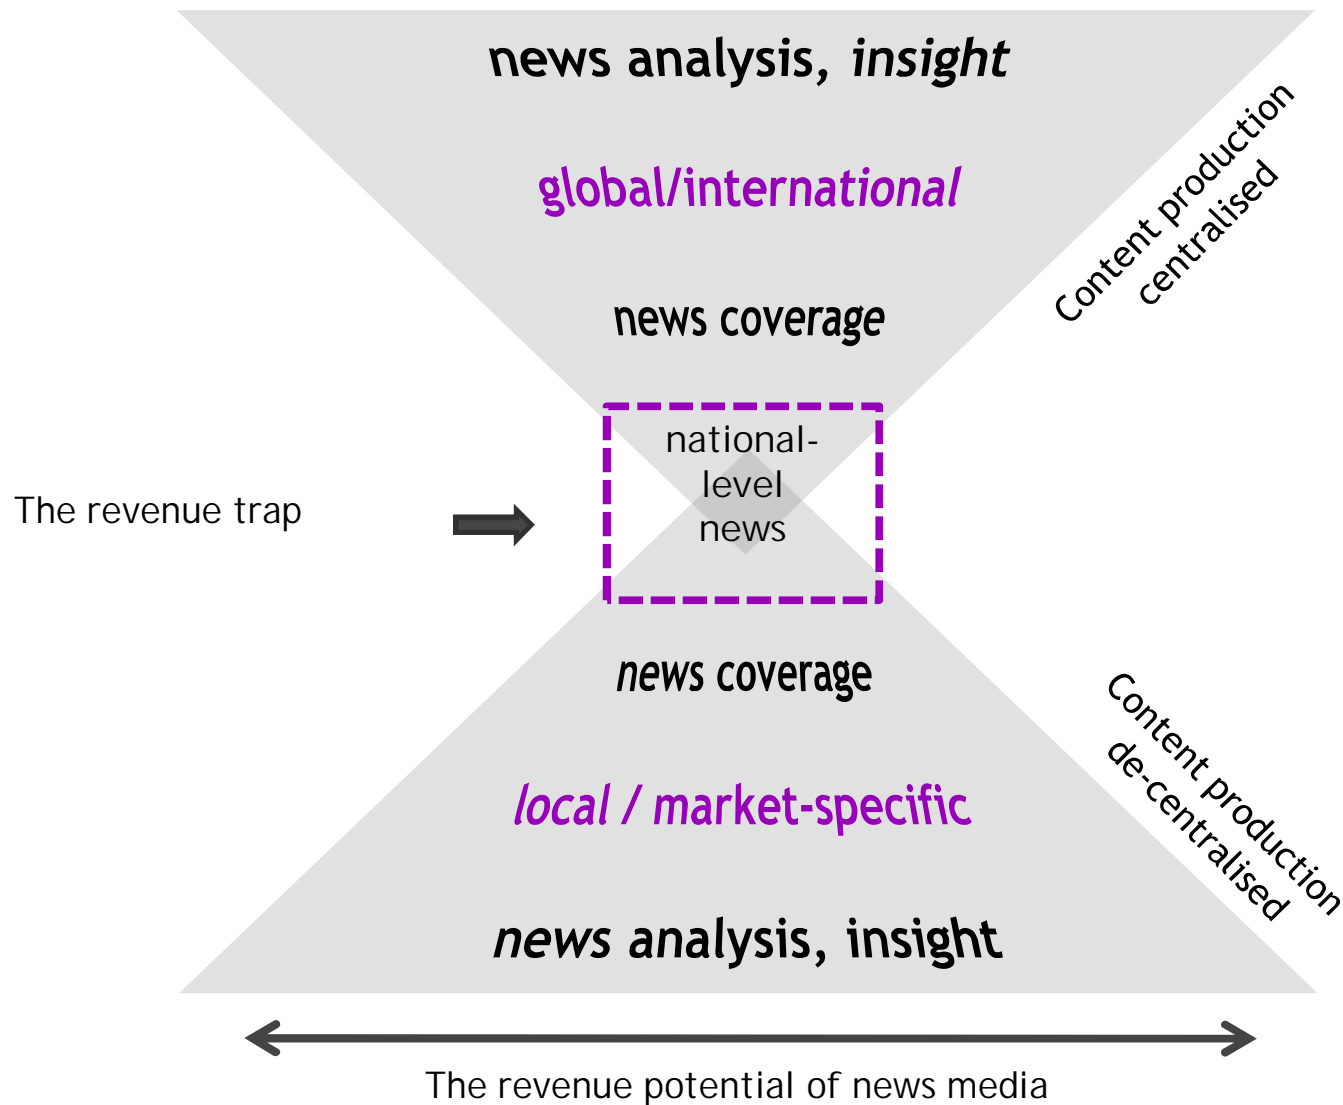 news analysis, insight
global/international
news coverage
Content production
centralised
national-
level
news
The revenue trap
news coverage
local / market-specific
news analysis, insight
Content production
de-centralised
The revenue potential of news media